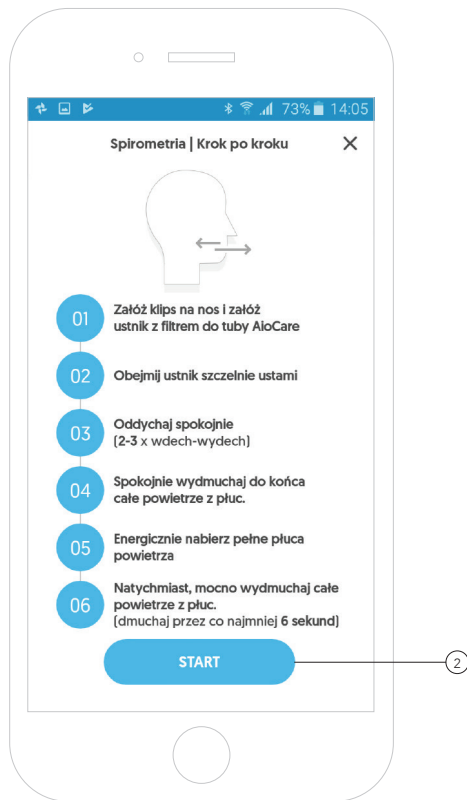 73% 14:05
Spirometria | Krok po kroku
01
Załóż klips na nos i załóż
ustnik z filtrem do tuby AioCare
02
Obejmij ustnik szczelnie ustami
03
Oddychaj spokojnie
(2-3 x wdech-wydech)
04
Spokojnie wydmuchaj do końca
całe powietrze z płuc.
05
Energicznie nabierz pełne płuca
powietrza
06
Natychmiast, mocno wydmuchaj całe
powietrze z płuc.
(dmuchaj przez co najmniej 6 sekund)
START
2